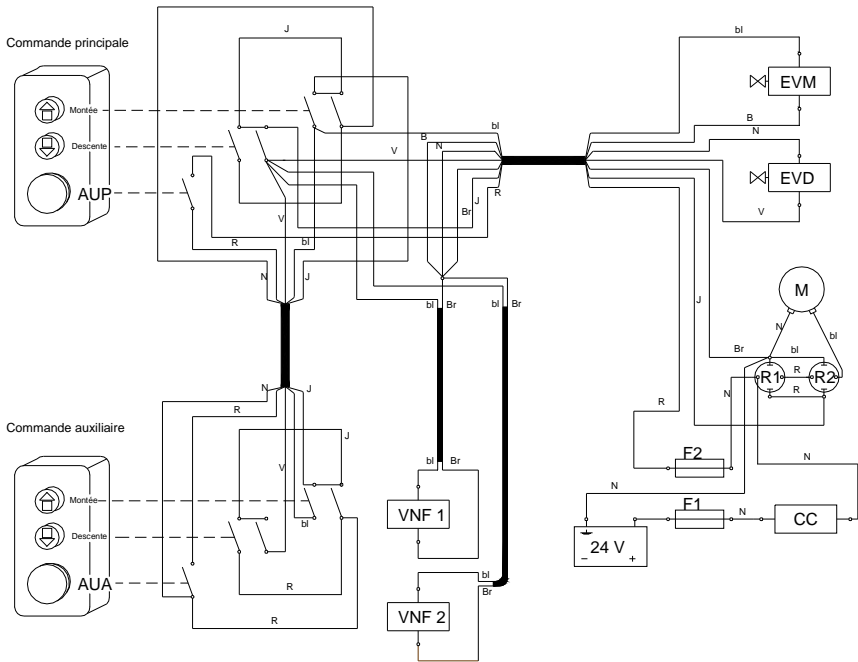 Commande principale
Montée
Descente
AUP
J
V
R
bl
N
J
V
bl
B
N
V
R
J
Br
bl
EVM
B
N
EVD
V
M
N
bl
J
Br
bl
R1
R
R
R2
N
R
F2
N
N
F1
N
CC
24 V
− +
bl
Br
bl
Br
N
R
J
Commande auxiliaire
Montée
Descente
AUA
J
V
bl
R
R
bl
Br
VNF 1
bl
Br
VNF 2